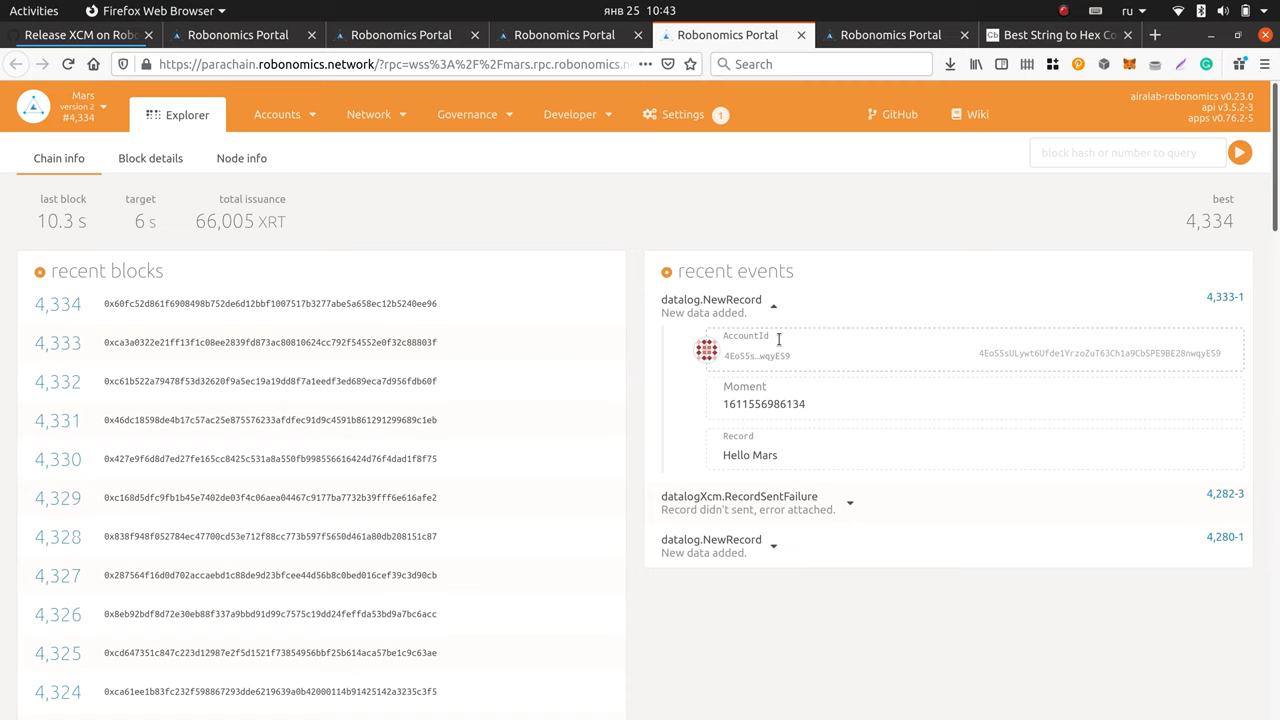 Activities
Firefox Web Browser
янв 25 10:43
ru
Release XCM on Robo
Robonomics Portal
Robonomics Portal
Robonomics Portal
Robonomics Portal
Robonomics Portal
Cb
Best String to Hex Co
https://parachain.robonomics.network/?rpc=wss%3A%2F%2Fmars.rpc.robonomics.n
Search
Mars
version 2
#4,334
Explorer
Accounts
Network
Governance
Developer
Settings
1
GitHub
Wiki
airalab-robonomics v0.23.0
api v3.5.2-3
apps v0.76.2-5
Chain info
Block details
Node info
block hash or number to query
last block
10.3 s
target
6 s
total issuance
66,005 XRT
best
4,334
recent blocks
4,334 0x60fc52d861f6908498b752de6d12bbf1007517b3277abe5a658ec12b5240ee96
4,333 0xca3a0322e21ff13f1c08ee2839fd873ac80810624cc792f54552e0f32c88803f
4,332 0xc61b522a79478f53d32620f9a5ec19a19dd8f7a1eedf3ed689eca7d956fdb60f
4,331 0x46dc18598de4b17c57ac25e875576233afdfec91d9c4591b861291299689c1eb
4,330 0x427e9f6d8d7ed27fe165cc8425c531a8a550fb998556616424d76f4dad1f8f75
4,329 0xc168d5dfc9fb1b45e7402de03f4c06aea04467c9177ba7732b39fff6e616afe2
4,328 0x838f948f052784ec47700cd53e712f88cc773b597f5650d461a80db208151c87
4,327 0x287564f16d0d702accaebd1c88de9d23bfcee44d56b8c0bed016cef39c3d90cb
4,326 0x8eb92bdf8d72e30eb88f337a9bbd91d99c7575c19dd24feffda53bd9a7bc6acc
4,325 0xcd647351c847c223d12987e2f5d1521f73854956bbf25b614aca57be1c9c63ae
4,324 0xca61ee1b83fc232f598867293dde6219639a0b42000114b91425142a3235c3f5
recent events
datalog.NewRecord
New data added.
4,333-1
AccountId
4EoS5s…wqyES9
4EoS5sULywt6Ufde1YrzoZuT63Ch1a9CbSPE9BE28nwqyES9
Moment
1611556986134
Record
Hello Mars
datalogXcm.RecordSentFailure
Record didn't sent, error attached.
4,282-3
datalog.NewRecord
New data added.
4,280-1